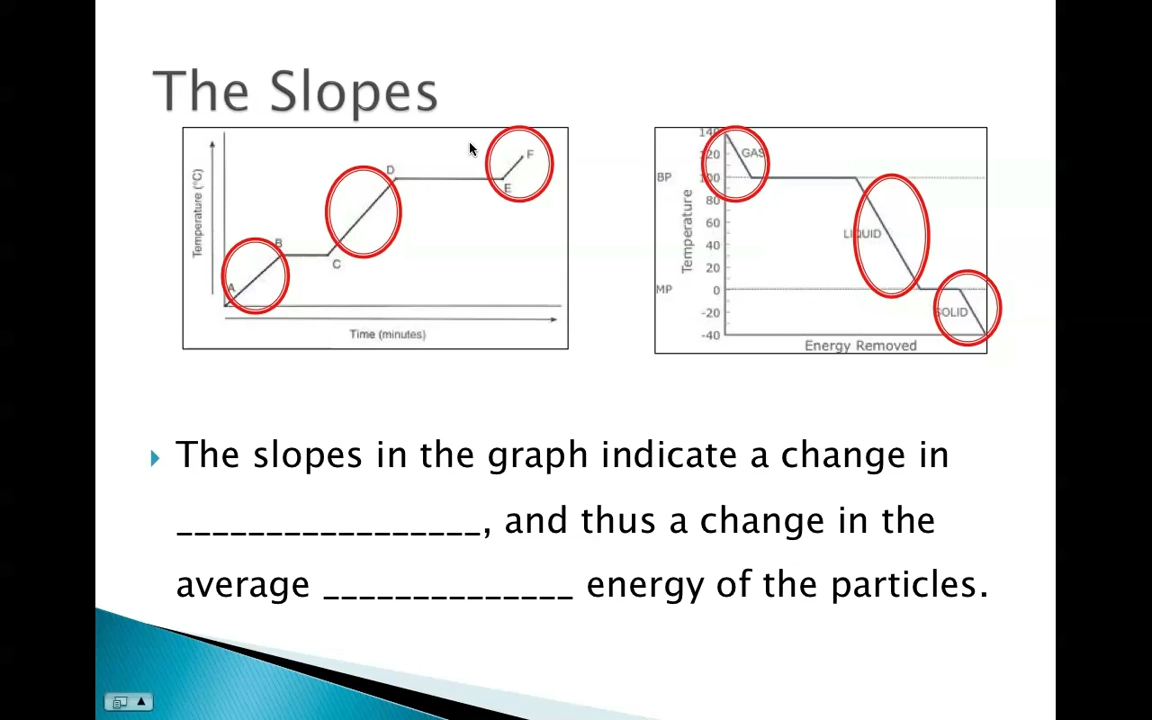 The Slopes
Temperature (°C)
A
B
C
D
E
F
Time (minutes)
BP
MP
Temperature
140
120
100
80
60
40
20
0
-20
-40
GAS
LIQUID
SOLID
Energy Removed
The slopes in the graph indicate a change in
_________________, and thus a change in the
average ______________ energy of the particles.